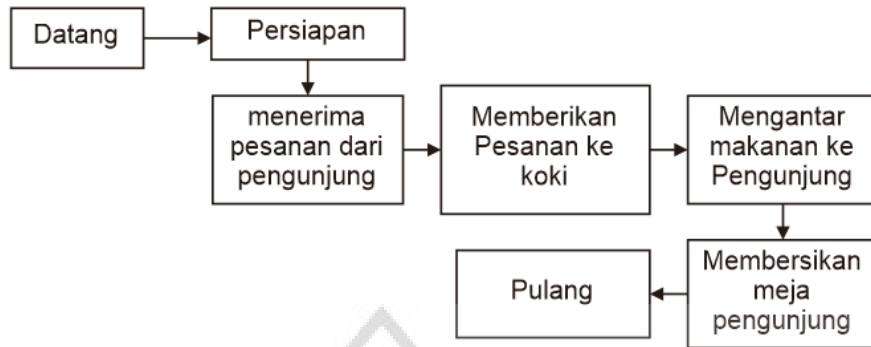 Datang
Persiapan
menerima
pesanan dari
pengunjung
Memberikan
Pesanan ke
koki
Mengantar
makanan ke
Pengunjung
Membersikan
meja
pengunjung
Pulang